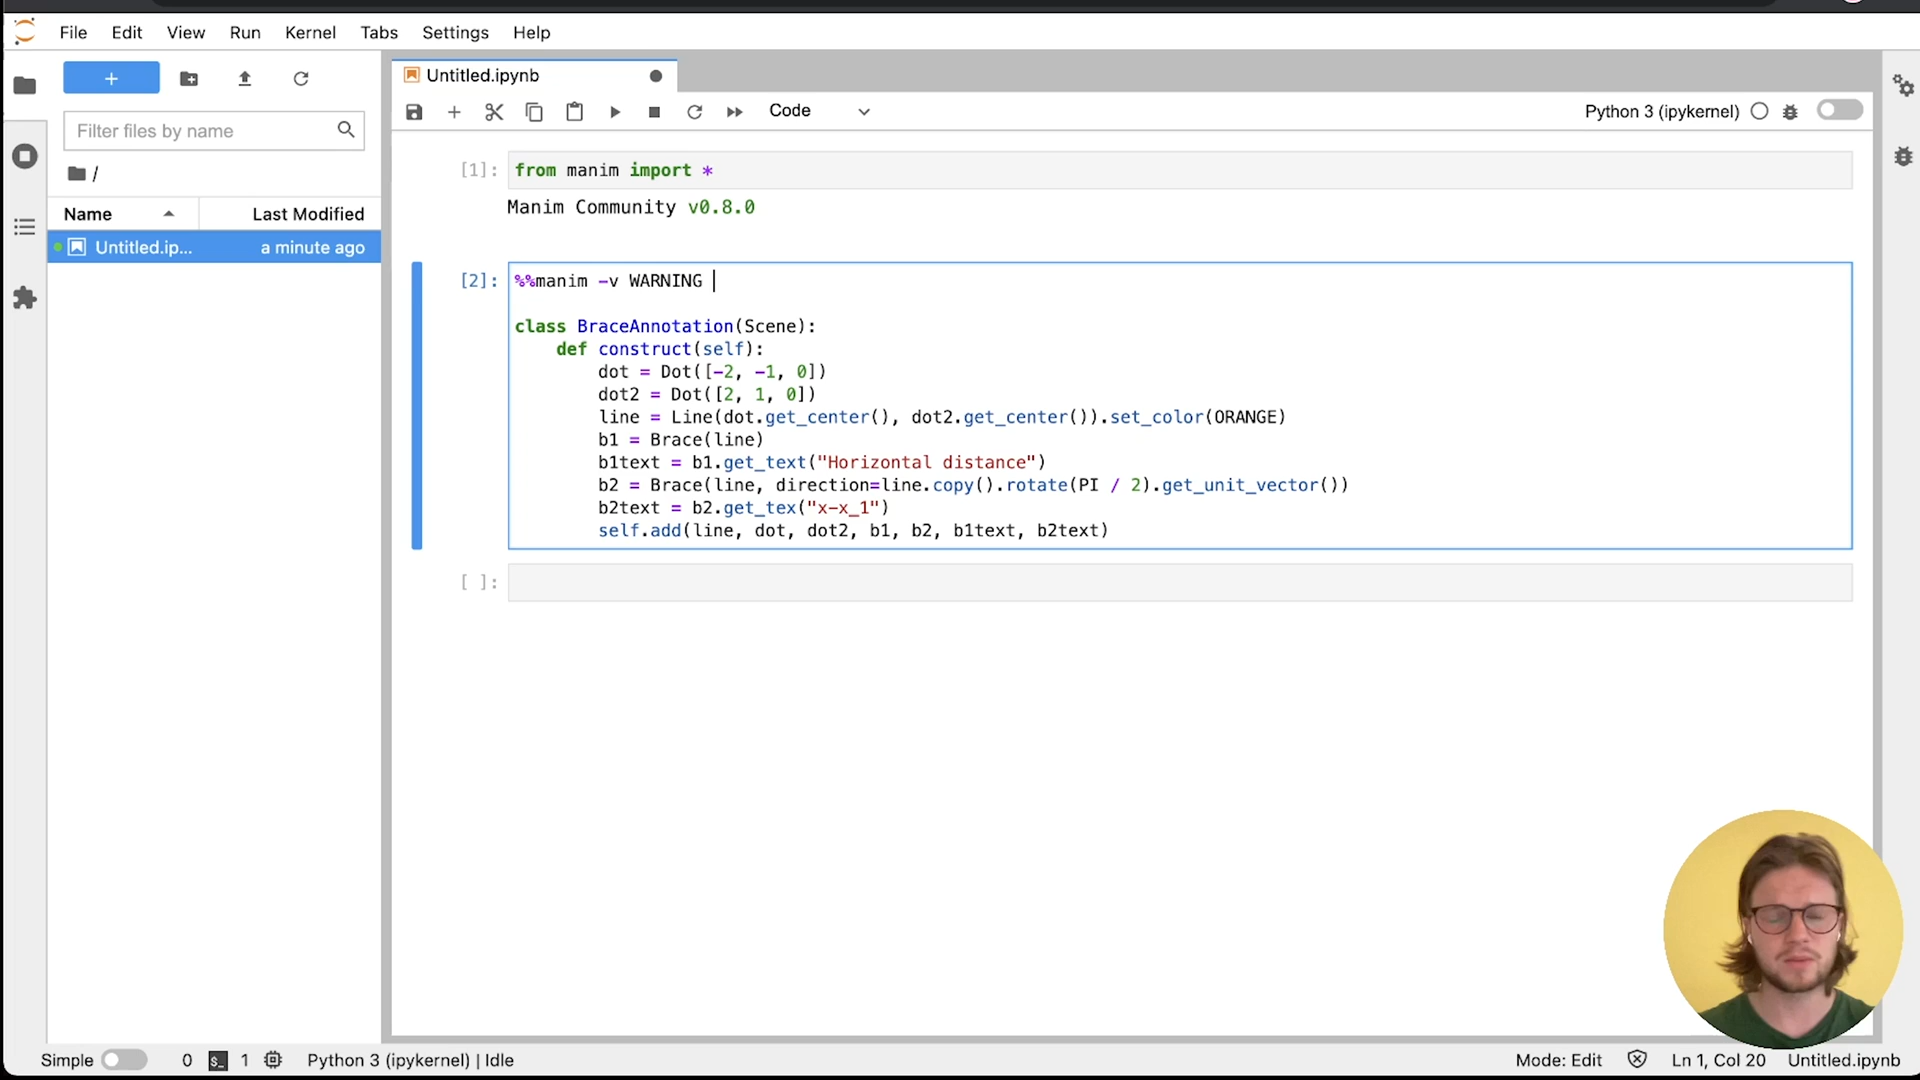 File Edit View Run Kernel Tabs Settings Help
+
Filter files by name
/
Name Last Modified
Untitled.ip... a minute ago
Untitled.ipynb
Code
Python 3 (ipykernel)
[1]: from manim import *
Manim Community v0.8.0
[2]: %%manim -v WARNING
class BraceAnnotation(Scene):
    def construct(self):
        dot = Dot([-2, -1, 0])
        dot2 = Dot([2, 1, 0])
        line = Line(dot.get_center(), dot2.get_center()).set_color(ORANGE)
        b1 = Brace(line)
        b1text = b1.get_text("Horizontal distance")
        b2 = Brace(line, direction=line.copy().rotate(PI / 2).get_unit_vector())
        b2text = b2.get_tex("x-x_1")
        self.add(line, dot, dot2, b1, b2, b1text, b2text)
[ ]:
Simple 0 $_ 1 Python 3 (ipykernel) | Idle Mode: Edit Ln 1, Col 20 Untitled.ipynb